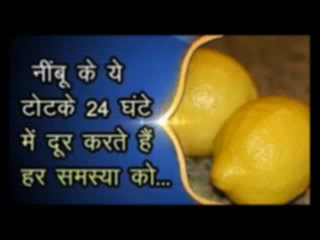 नींबू के ये
टोटके 24 घंटे
में दूर करते हैं
हर समस्या को...